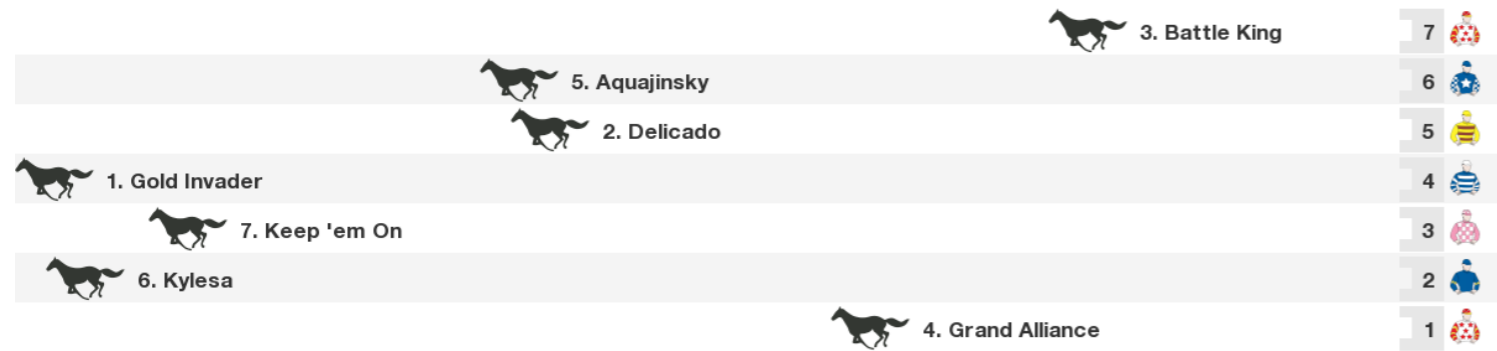 3. Battle King 7
5. Aquajinsky 6
2. Delicado 5
1. Gold Invader 4
7. Keep 'em On 3
6. Kylesa 2
4. Grand Alliance 1